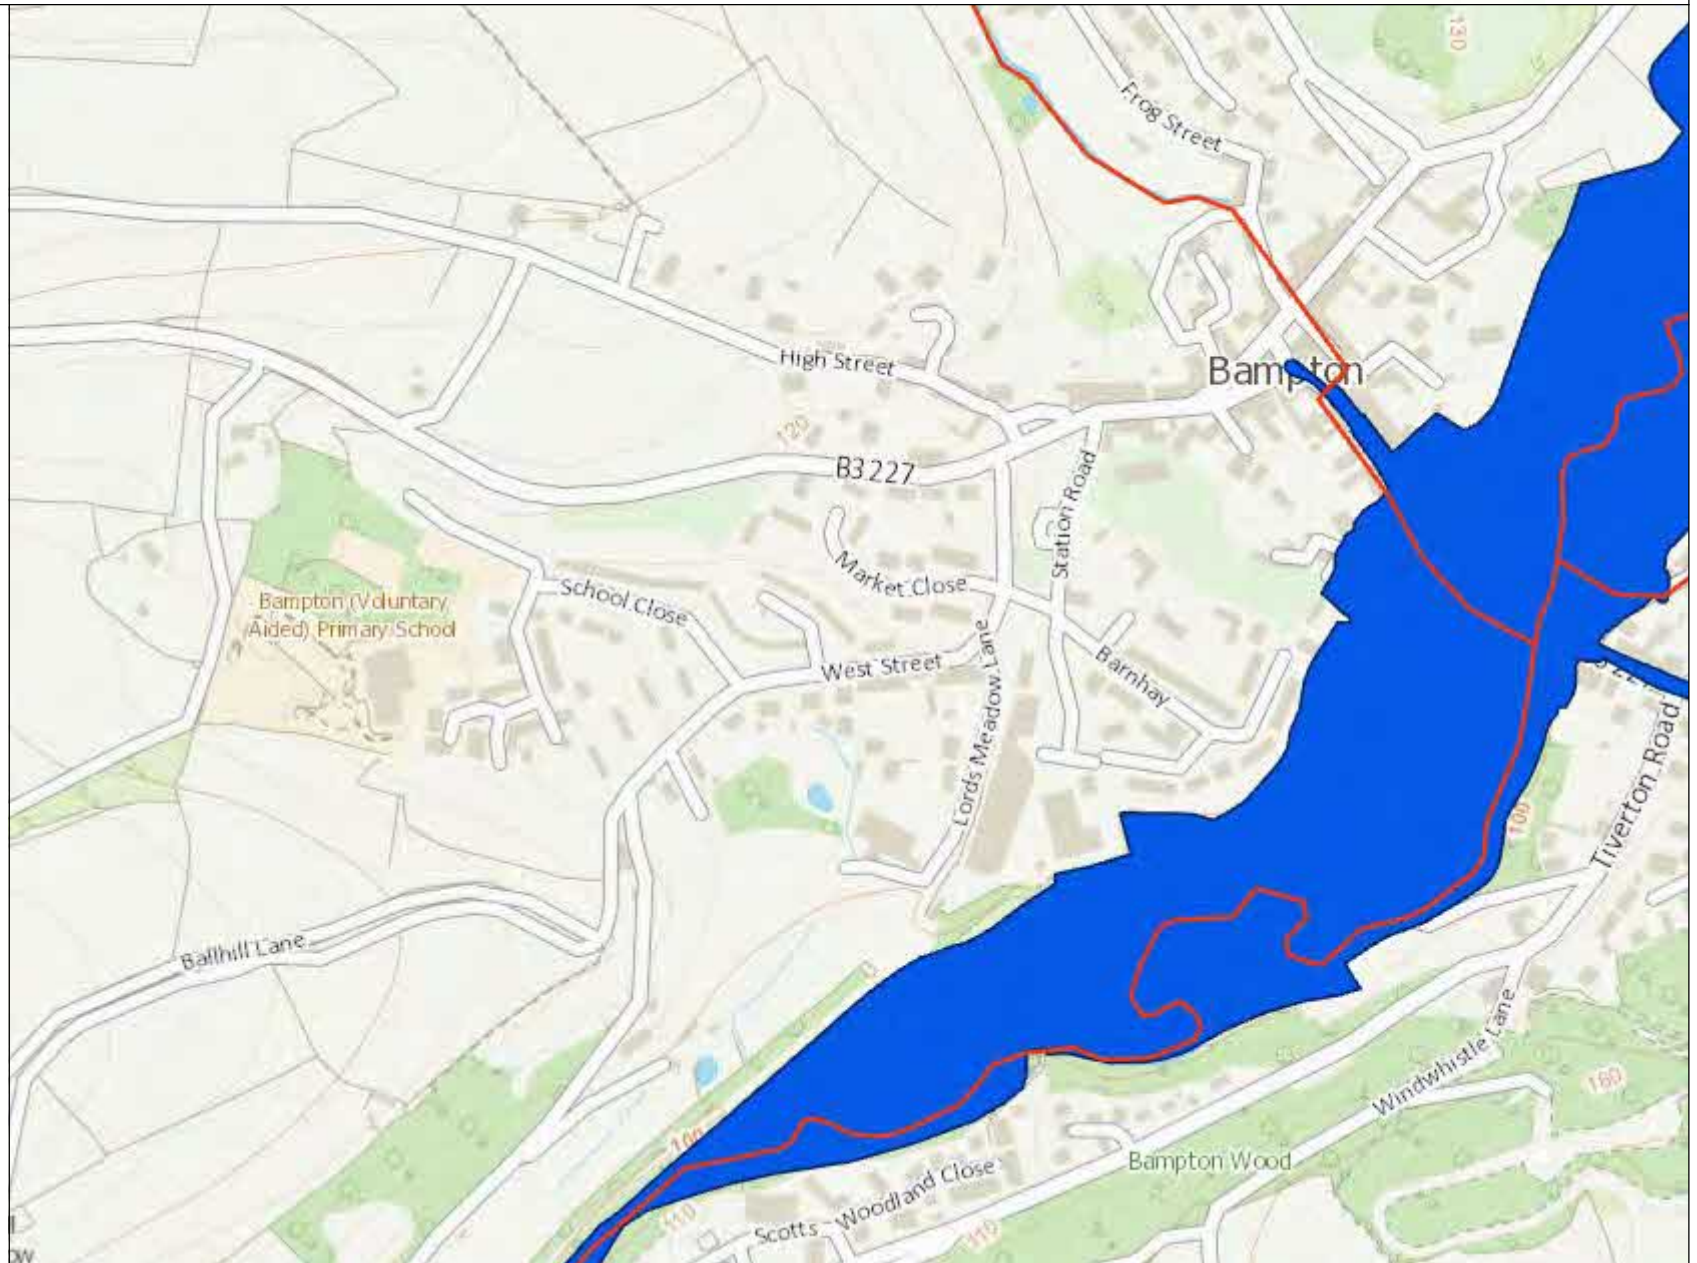 130
Frog Street
High Street
Bampton
120
B3227
Station Road
Market Close
School Close
Bampton (Voluntary
Aided) Primary School
West Street
Lords Meadow Lane
Barnhay
Tiverton Road
100
Ballhill Lane
Windwhistle Lane
160
100
Bampton Wood
Scotts - Woodland Close
110
110